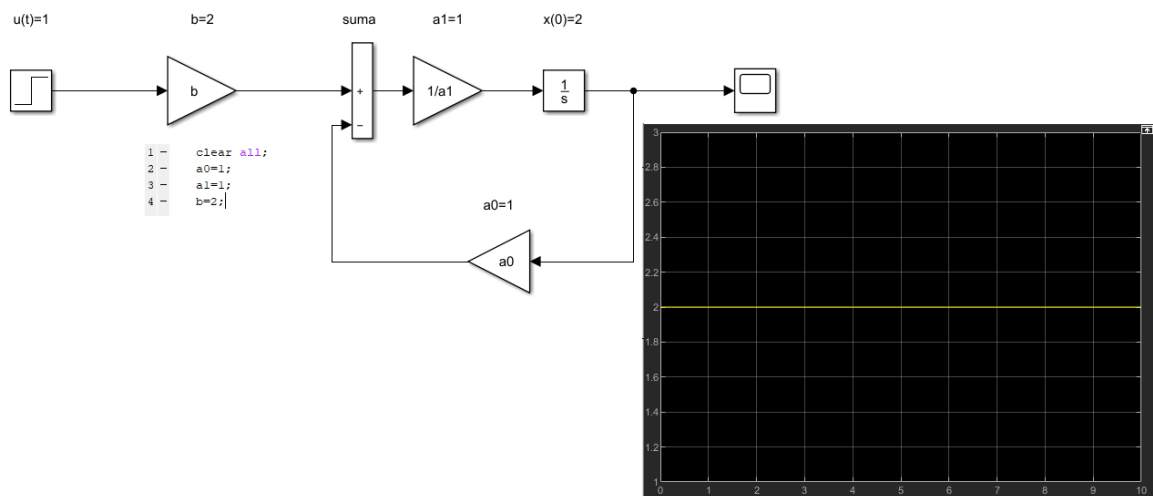 u(t)=1 b=2 suma a1=1 x(0)=2
b + − 1/a1 1 s
1 − clear all;
2 − a0=1;
3 − a1=1;
4 − b=2;
a0=1
a0
3
2.8
2.6
2.4
2.2
2
1.8
1.6
1.4
1.2
1
0 1 2 3 4 5 6 7 8 9 10